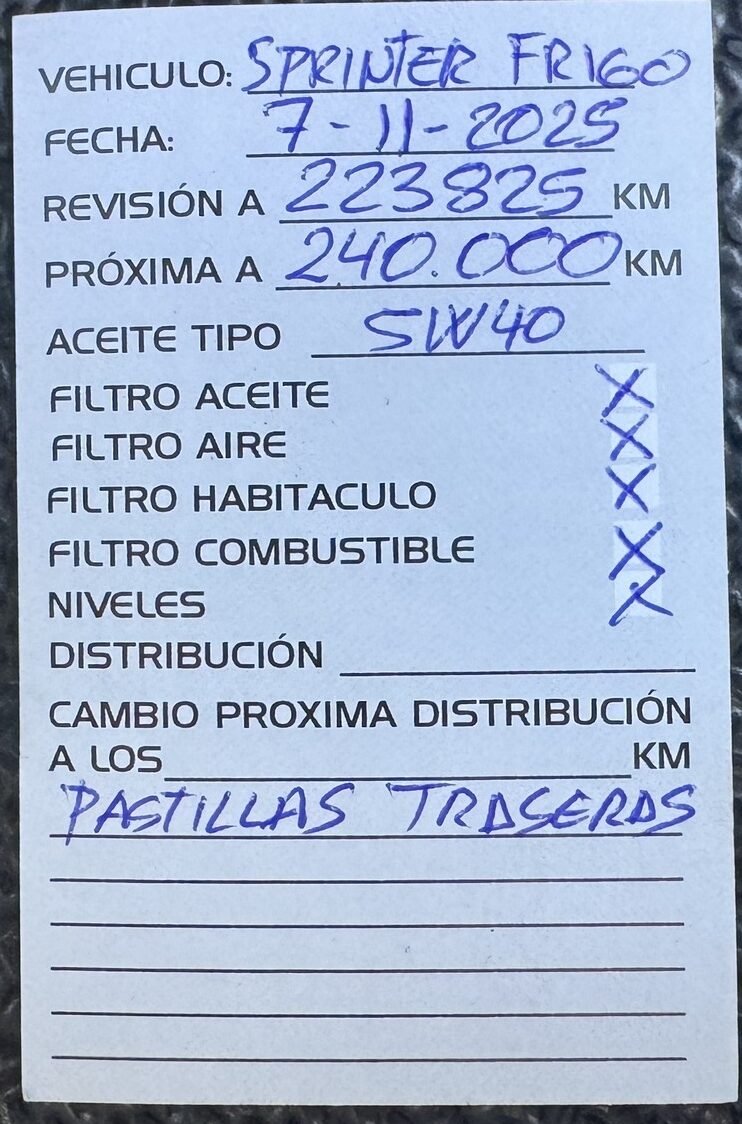 VEHICULO: SPRINTER FRIGO
FECHA: 7-11-2025
REVISIÓN A 223825 KM
PRÓXIMA A 240.000 KM
ACEITE TIPO 5W40
FILTRO ACEITE X
FILTRO AIRE X
FILTRO HABITACULO X
FILTRO COMBUSTIBLE X
NIVELES X
DISTRIBUCIÓN
CAMBIO PROXIMA DISTRIBUCIÓN
A LOS KM
PASTILLAS TRASERAS